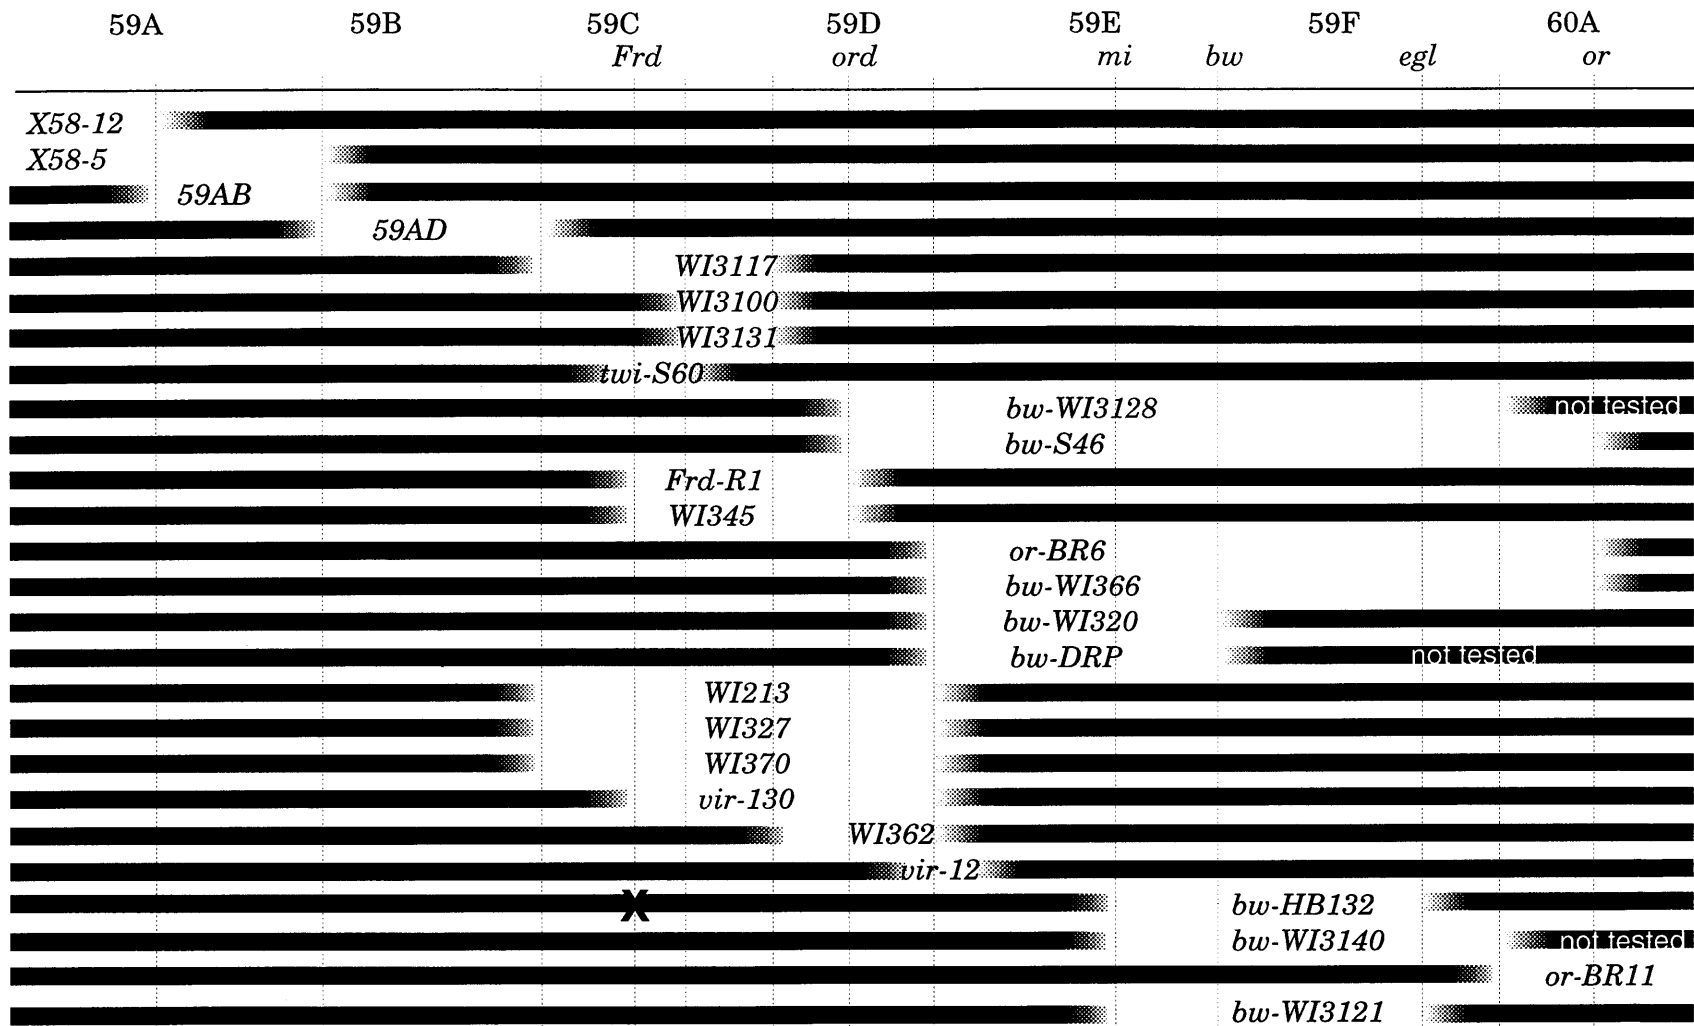 59A 59B 59C 59D 59E 59F 60A
Frd ord mi bw egl or
X58-12
X58-5
59AB
59AD
WI3117
WI3100
WI3131
twi-S60
bw-WI3128 not tested
bw-S46
Frd-R1
WI345
or-BR6
bw-WI366
bw-WI320
bw-DRP not tested
WI213
WI327
WI370
vir-130
WI362
vir-12
X bw-HB132
bw-WI3140 not tested
or-BR11
bw-WI3121